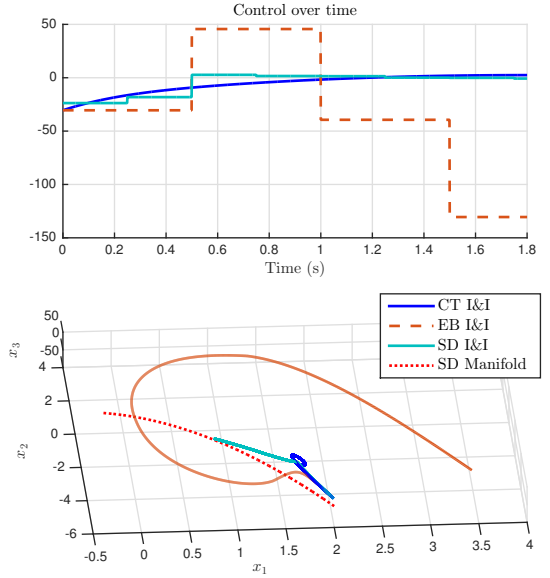 Control over time
50
0
-50
-100
-150
0 0.2 0.4 0.6 0.8 1 1.2 1.4 1.6 1.8
Time (s)
CT I&I
EB I&I
SD I&I
SD Manifold
50
0
-50
x3
4
2
0
-2
-4
-6
x2
-0.5 0 0.5 1 1.5 2 2.5 3 3.5 4
x1